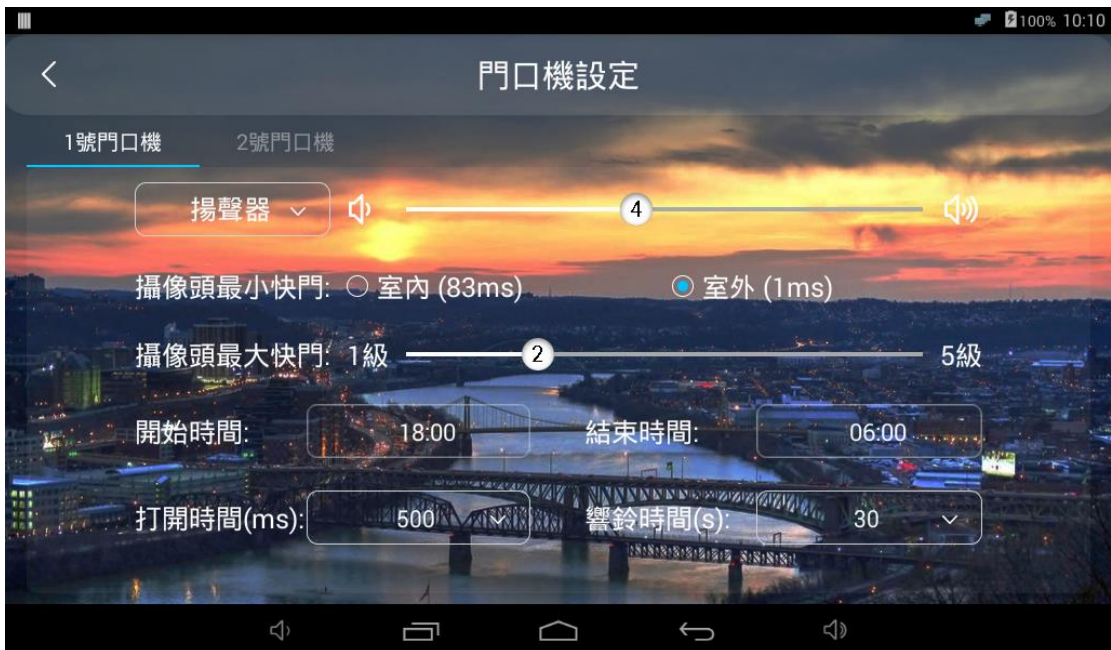 100% 10:10
門口機設定
1號門口機 2號門口機
揚聲器 4
攝像頭最小快門: 室內 (83ms) 室外 (1ms)
攝像頭最大快門: 1級 2 5級
開始時間: 18:00 結束時間: 06:00
打開時間(ms): 500 響鈴時間(s): 30